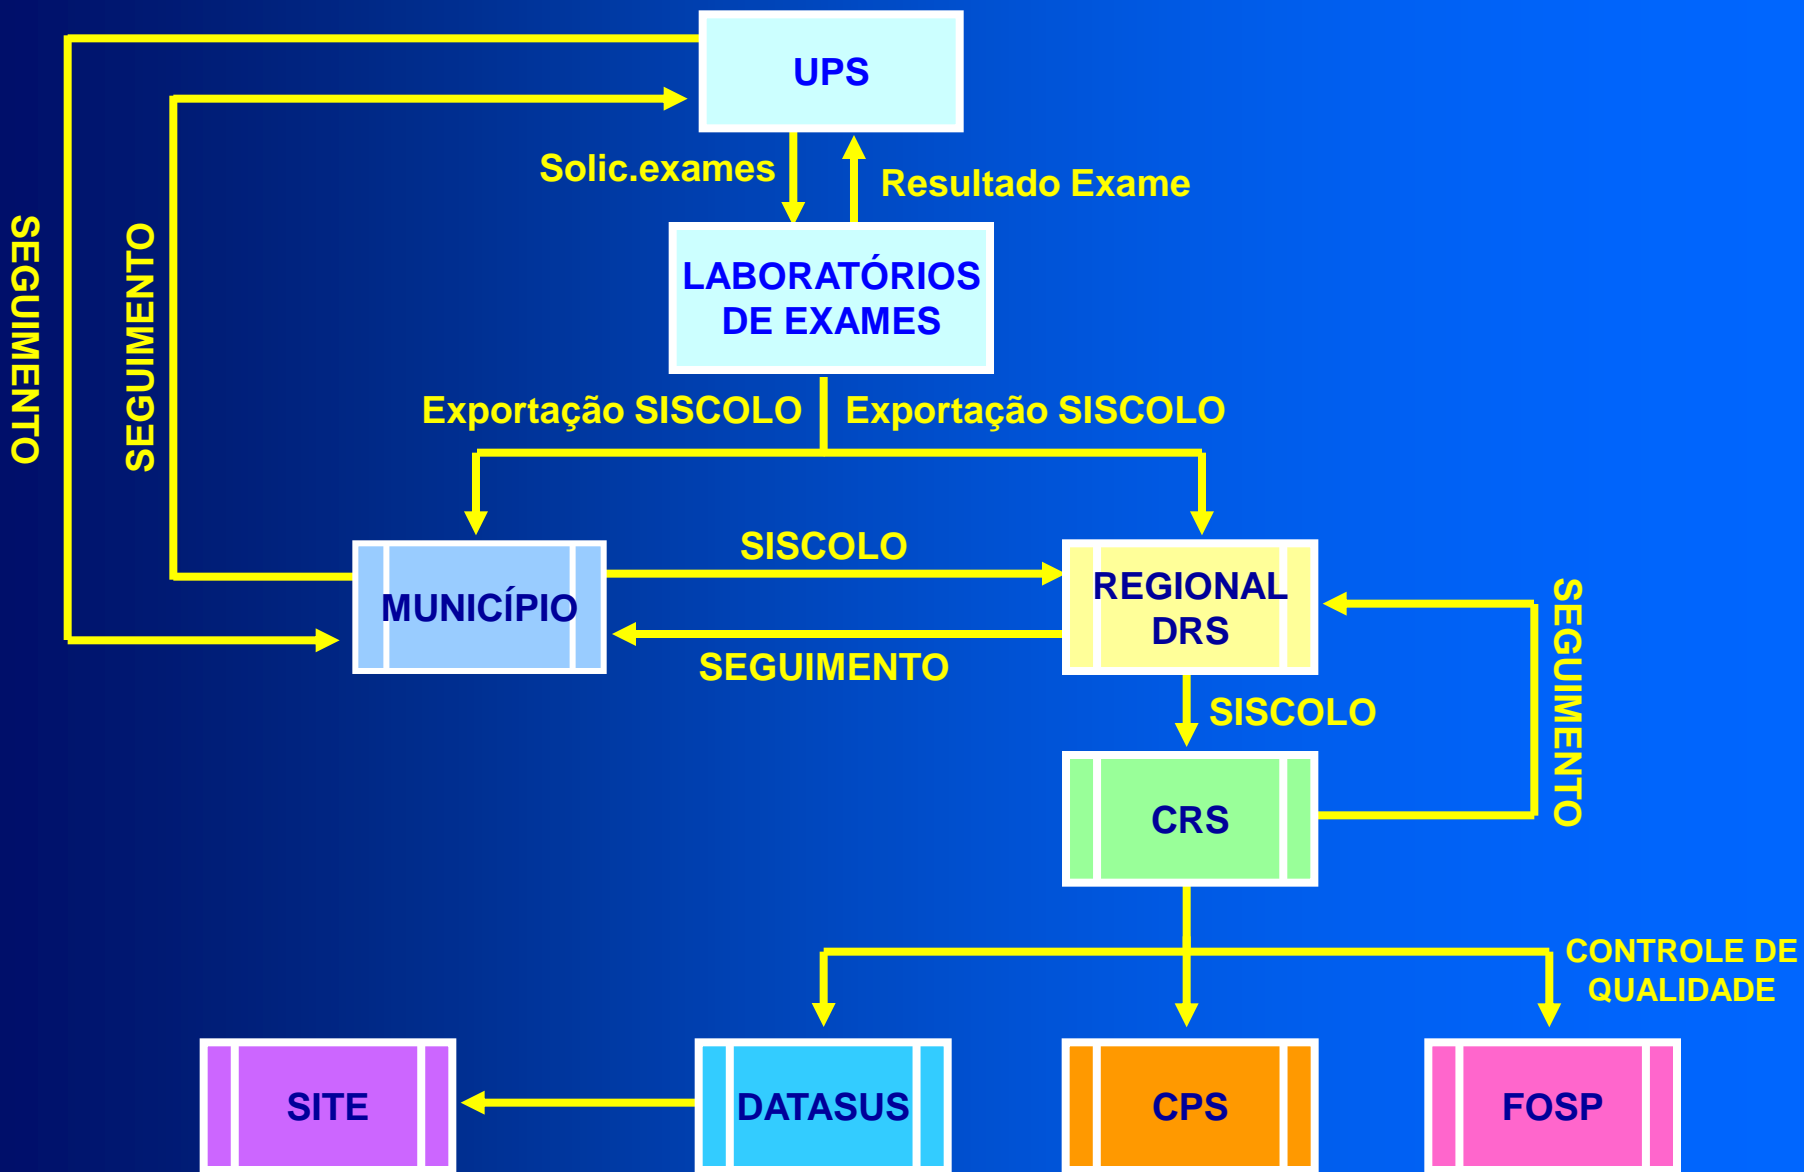 UPS
Solic.exames
Resultado Exame
SEGUIMENTO
SEGUIMENTO
LABORATÓRIOS
DE EXAMES
Exportação SISCOLO
Exportação SISCOLO
SISCOLO
MUNICÍPIO
REGIONAL
DRS
SEGUIMENTO
SEGUIMENTO
SISCOLO
CRS
CONTROLE DE
QUALIDADE
SITE
DATASUS
CPS
FOSP